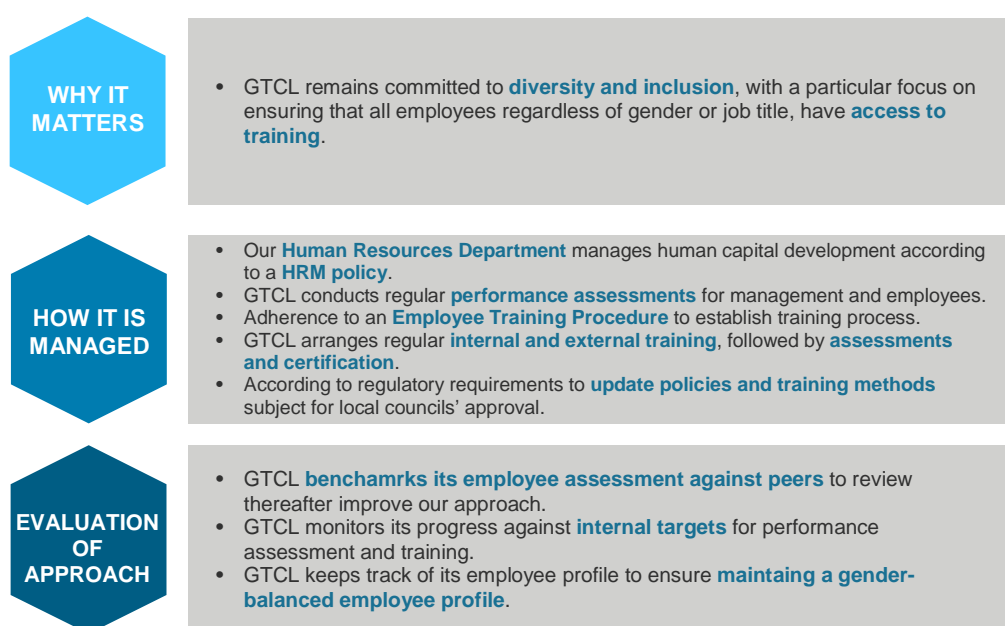 WHY IT
MATTERS
• GTCL remains committed to diversity and inclusion, with a particular focus on
ensuring that all employees regardless of gender or job title, have access to
training.
HOW IT IS
MANAGED
• Our Human Resources Department manages human capital development according
to a HRM policy.
• GTCL conducts regular performance assessments for management and employees.
• Adherence to an Employee Training Procedure to establish training process.
• GTCL arranges regular internal and external training, followed by assessments
and certification.
• According to regulatory requirements to update policies and training methods
subject for local councils’ approval.
EVALUATION
OF
APPROACH
• GTCL benchamrks its employee assessment against peers to review
thereafter improve our approach.
• GTCL monitors its progress against internal targets for performance
assessment and training.
• GTCL keeps track of its employee profile to ensure maintaing a gender-
balanced employee profile.